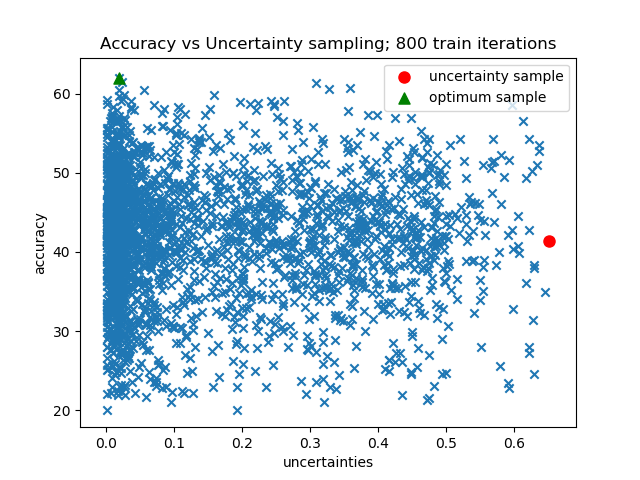 Accuracy vs Uncertainty sampling; 800 train iterations
uncertainty sample
optimum sample
accuracy
60
50
40
30
20
0.0 0.1 0.2 0.3 0.4 0.5 0.6
uncertainties